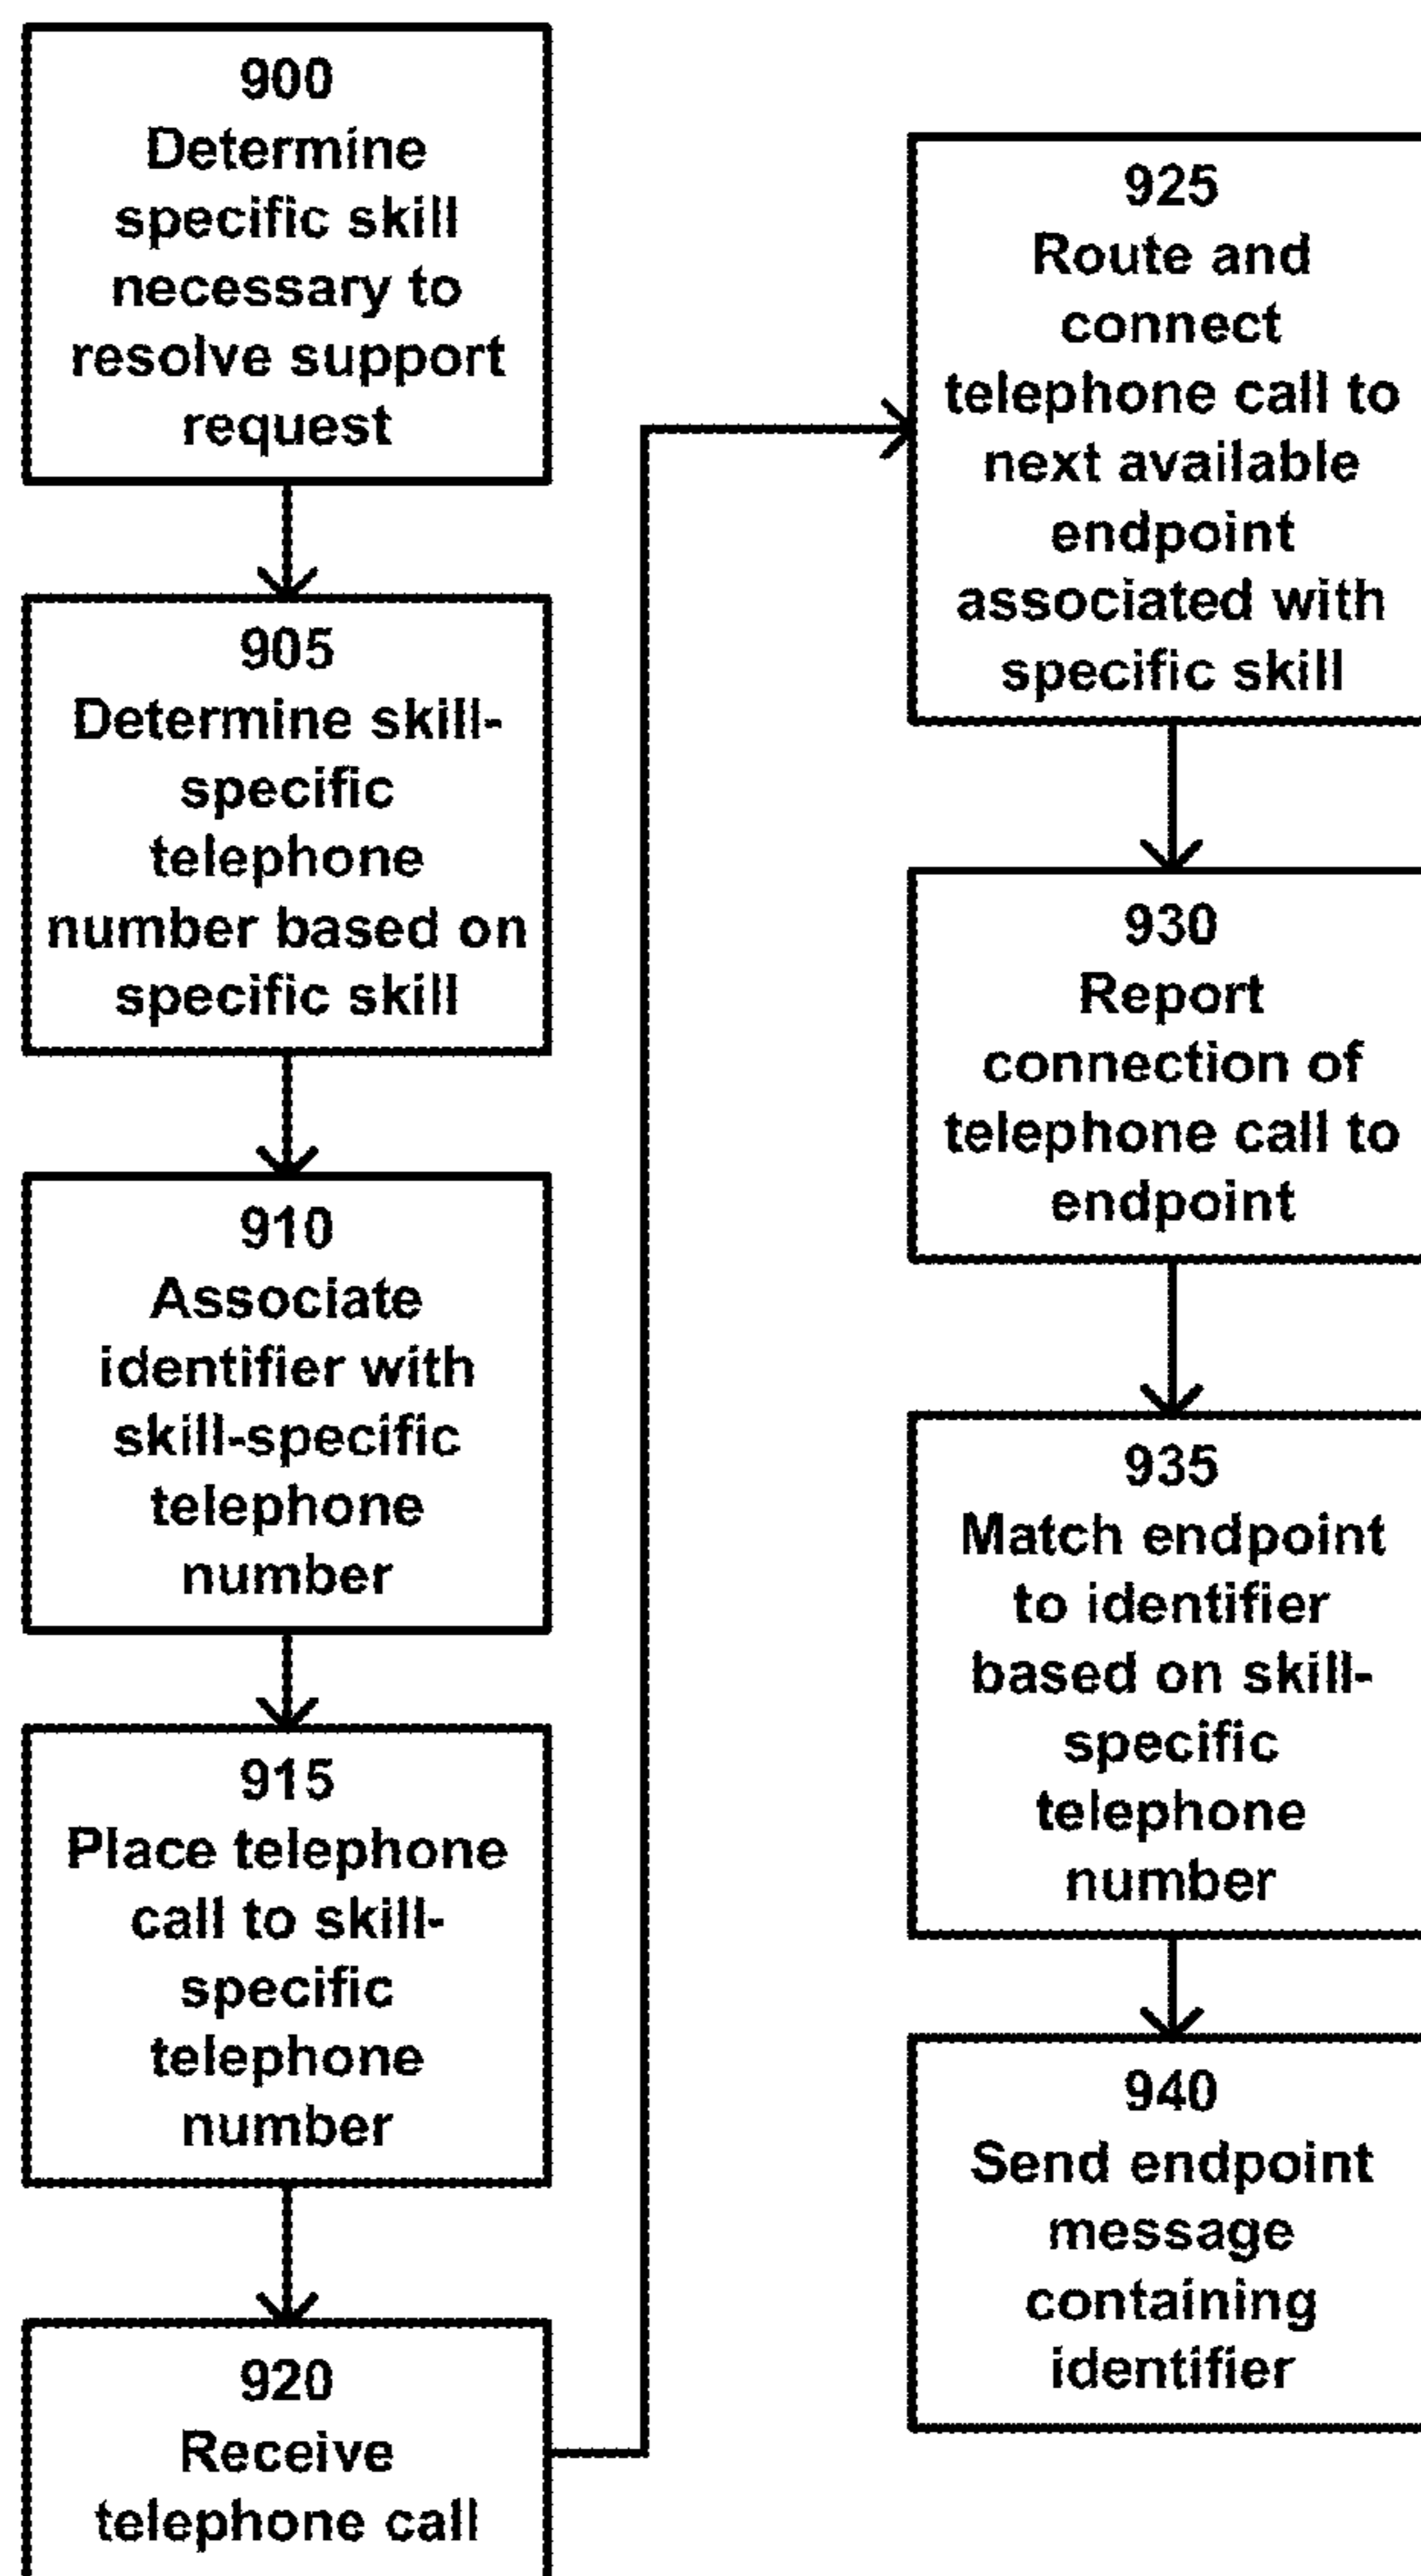 900
Determine
specific skill
necessary to
resolve support
request
905
Determine skill-
specific
telephone
number based on
specific skill
910
Associate
identifier with
skill-specific
telephone
number
915
Place telephone
call to skill-
specific
telephone
number
920
Receive
telephone call
925
Route and
connect
telephone call to
next available
endpoint
associated with
specific skill
930
Report
connection of
telephone call to
endpoint
935
Match endpoint
to identifier
based on skill-
specific
telephone
number
940
Send endpoint
message
containing
identifier